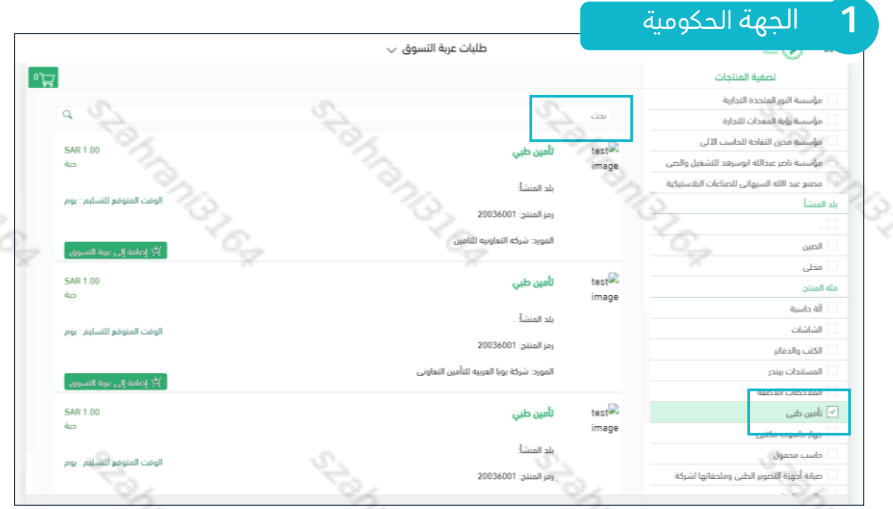 1 الجهة الحكومية
طلبات عربة التسوق
تصفية المنتجات
مؤسسة النور المتحدة التجارية
مؤسسة رؤية المعدات للتجارة
مؤسسة مخزن التفاحة للحاسب الآلي
مؤسسة ناصر عبدالله ابوسرهد للتشغيل والصي
مصنع عبد الله السيهاتي للصناعات البلاستيكية
بلد المنشأ
.
الصين
محلي
فئة المنتج
آلة حاسبة
الشاشات
الكتب والدفاتر
المستندات بيندر
تأمين طبي
جهاز حاسوب مكتبي
حاسب محمول
صيانة أجهزة التصوير الطبي وملحقاتها لشركة
0
بحث
test image
تأمين طبي
SAR 1.00
حبة
بلد المنشأ:
الوقت المتوقع للتسليم : يوم
رمز المنتج: 20036001
المورد: شركة التعاونيه للتامين
إضافة إلى عربة التسوق
test image
تأمين طبي
SAR 1.00
حبة
بلد المنشأ: .
الوقت المتوقع للتسليم : يوم
رمز المنتج: 20036001
المورد: شركة بوبا العربيه للتأمين التعاونى
إضافة إلى عربة التسوق
test image
تأمين طبي
SAR 1.00
حبة
بلد المنشأ:
الوقت المتوقع للتسليم : يوم
رمز المنتج: 20036001
szahrani3164